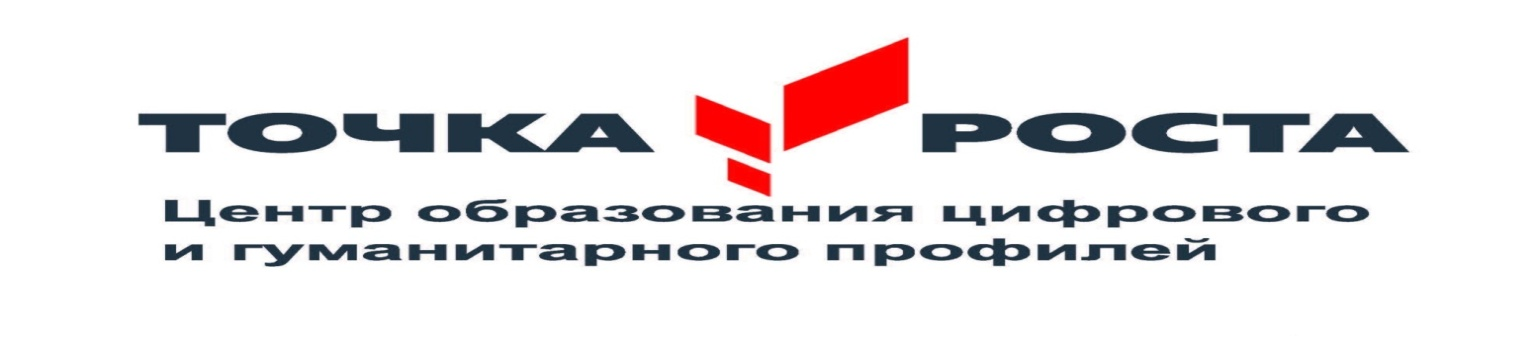 ТОЧКА РОСТА
Центр образования цифрового
и гуманитарного профилей